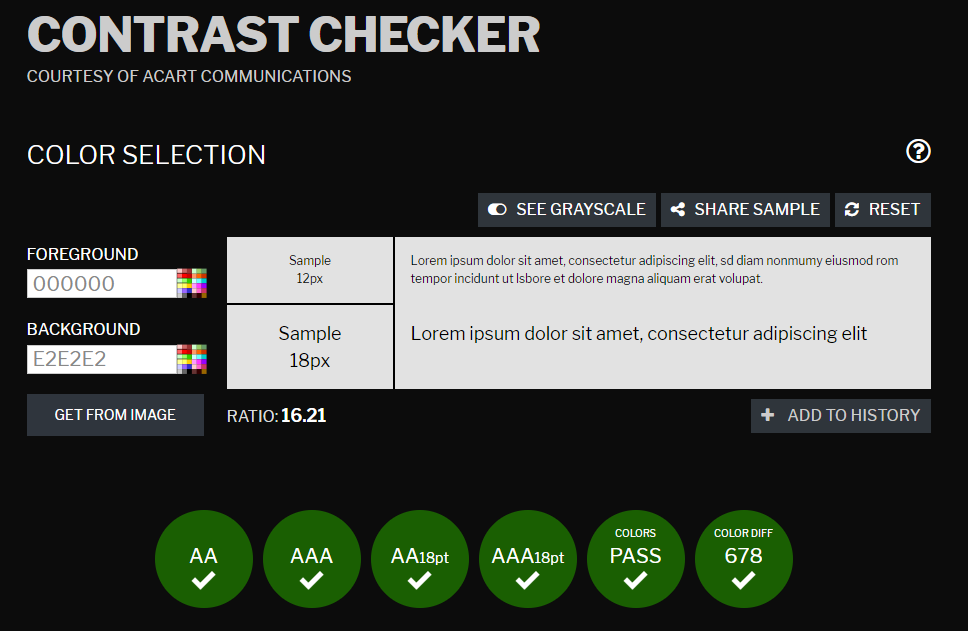 CONTRAST CHECKER
COURTESY OF ACART COMMUNICATIONS
COLOR SELECTION
SEE GRAYSCALE
SHARE SAMPLE
RESET
FOREGROUND
000000
BACKGROUND
E2E2E2
GET FROM IMAGE
Sample
12px
Lorem ipsum dolor sit amet, consectetur adipiscing elit, sd diam nonmumy eiusmod rom
tempor incidunt ut lsbore et dolore magna aliquam erat volupat.
Sample
18px
Lorem ipsum dolor sit amet, consectetur adipiscing elit
RATIO: 16.21
ADD TO HISTORY
AA
AAA
AA18pt
AAA18pt
COLORS
PASS
COLOR DIFF
678